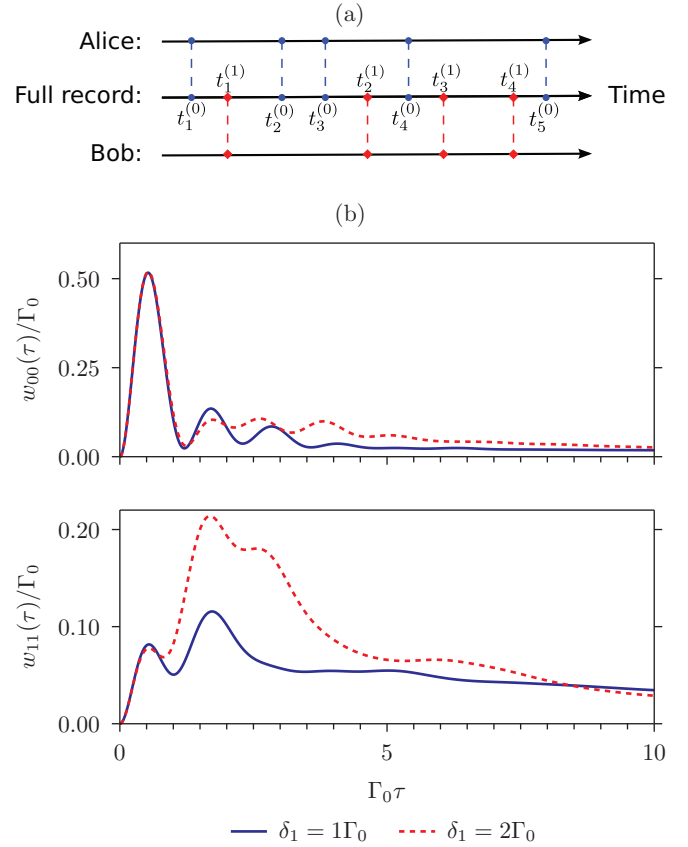 (a)
Alice:
t_1^{(1)} t_2^{(1)} t_3^{(1)} t_4^{(1)}
Full record: Time
t_1^{(0)} t_2^{(0)} t_3^{(0)} t_4^{(0)} t_5^{(0)}
Bob:
(b)
w_{00}(τ)/Γ_0
0.50
0.25
0.00
w_{11}(τ)/Γ_0
0.20
0.10
0.00
0 5 10
Γ_0τ
δ_1 = 1Γ_0 δ_1 = 2Γ_0